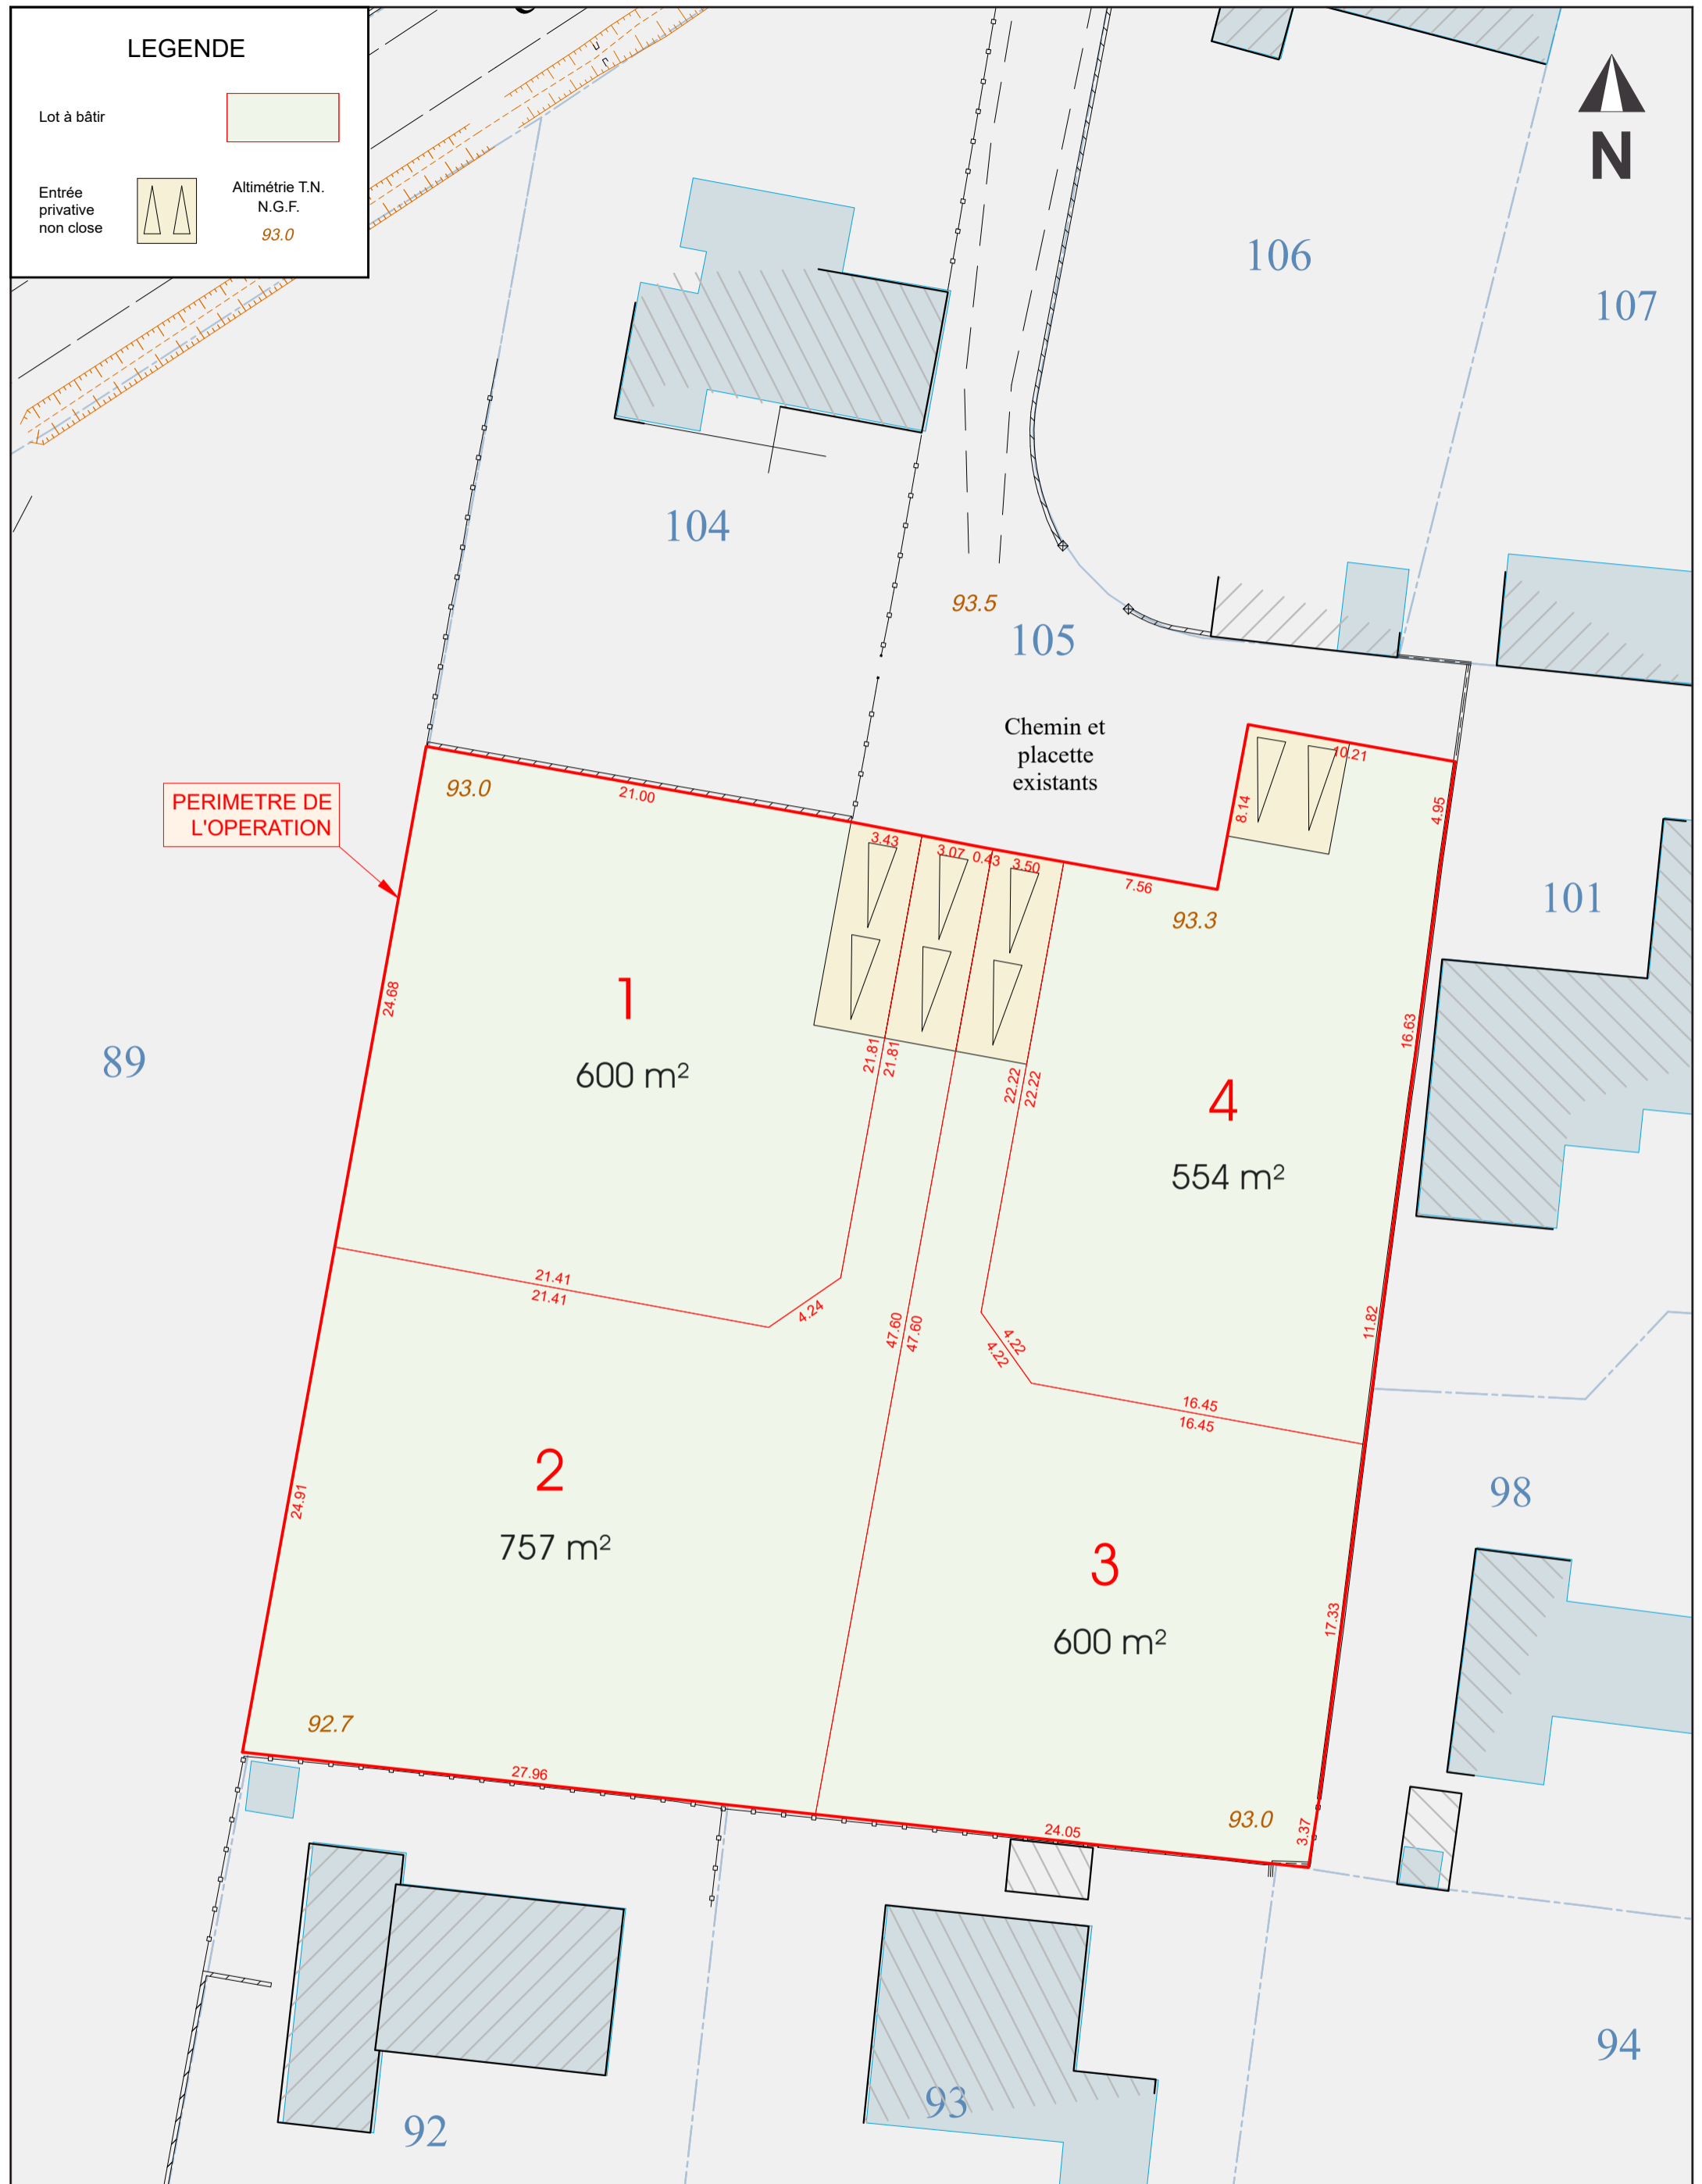 LEGENDE
Lot à bâtir
Entrée
privative
non close
Altimétrie T.N.
N.G.F.
93.0
N
106
107
104
93.5
105
Chemin et
placette
existants
10.21
8.14
4.95
PERIMETRE DE
L'OPERATION
93.0
21.00
3.43
3.07
0.43
3.50
7.56
93.3
101
24.68
1
600 m²
21.81
21.81
22.22
22.22
16.63
89
4
554 m²
21.41
21.41
4.24
47.60
47.60
4.22
4.22
11.82
16.45
16.45
2
757 m²
24.91
98
3
600 m²
17.33
92.7
27.96
93.0
24.05
3.37
92
93
94